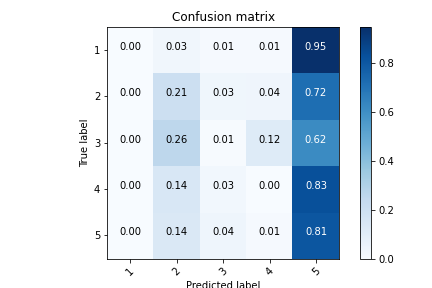 Confusion matrix
1 0.00 0.03 0.01 0.01 0.95
2 0.00 0.21 0.03 0.04 0.72
3 0.00 0.26 0.01 0.12 0.62
4 0.00 0.14 0.03 0.00 0.83
5 0.00 0.14 0.04 0.01 0.81
1 2 3 4 5
True label
Predicted label
0.8
0.6
0.4
0.2
0.0